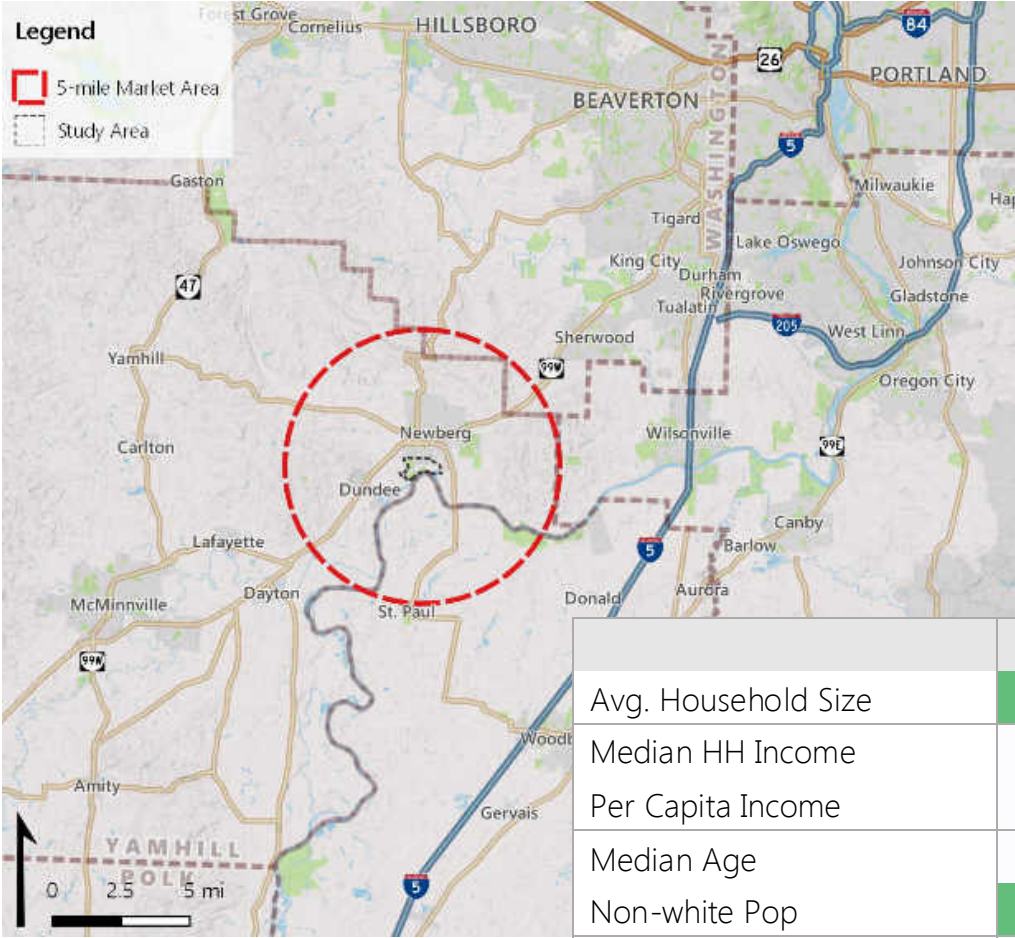 Legend
5-mile Market Area
Study Area
Forest Grove
Cornelius
HILLSBORO
84
26
PORTLAND
BEAVERTON
WASHINGTON
5
Gaston
Milwaukie
Tigard
Lake Oswego
King City
Durham
Johnson City
47
Rivergrove
Gladstone
Tualatin
205
West Linn
Sherwood
Yamhill
99W
Oregon City
Newberg
Wilsonville
Carlton
99E
Dundee
Canby
Lafayette
5
Barlow
Dayton
Aurora
McMinnville
St. Paul
Donald
99W
Avg. Household Size
Median HH Income
Amity
Gervais
Per Capita Income
YAMHILL
Median Age
POLK
0 2.5 5 mi
5
Non-white Pop